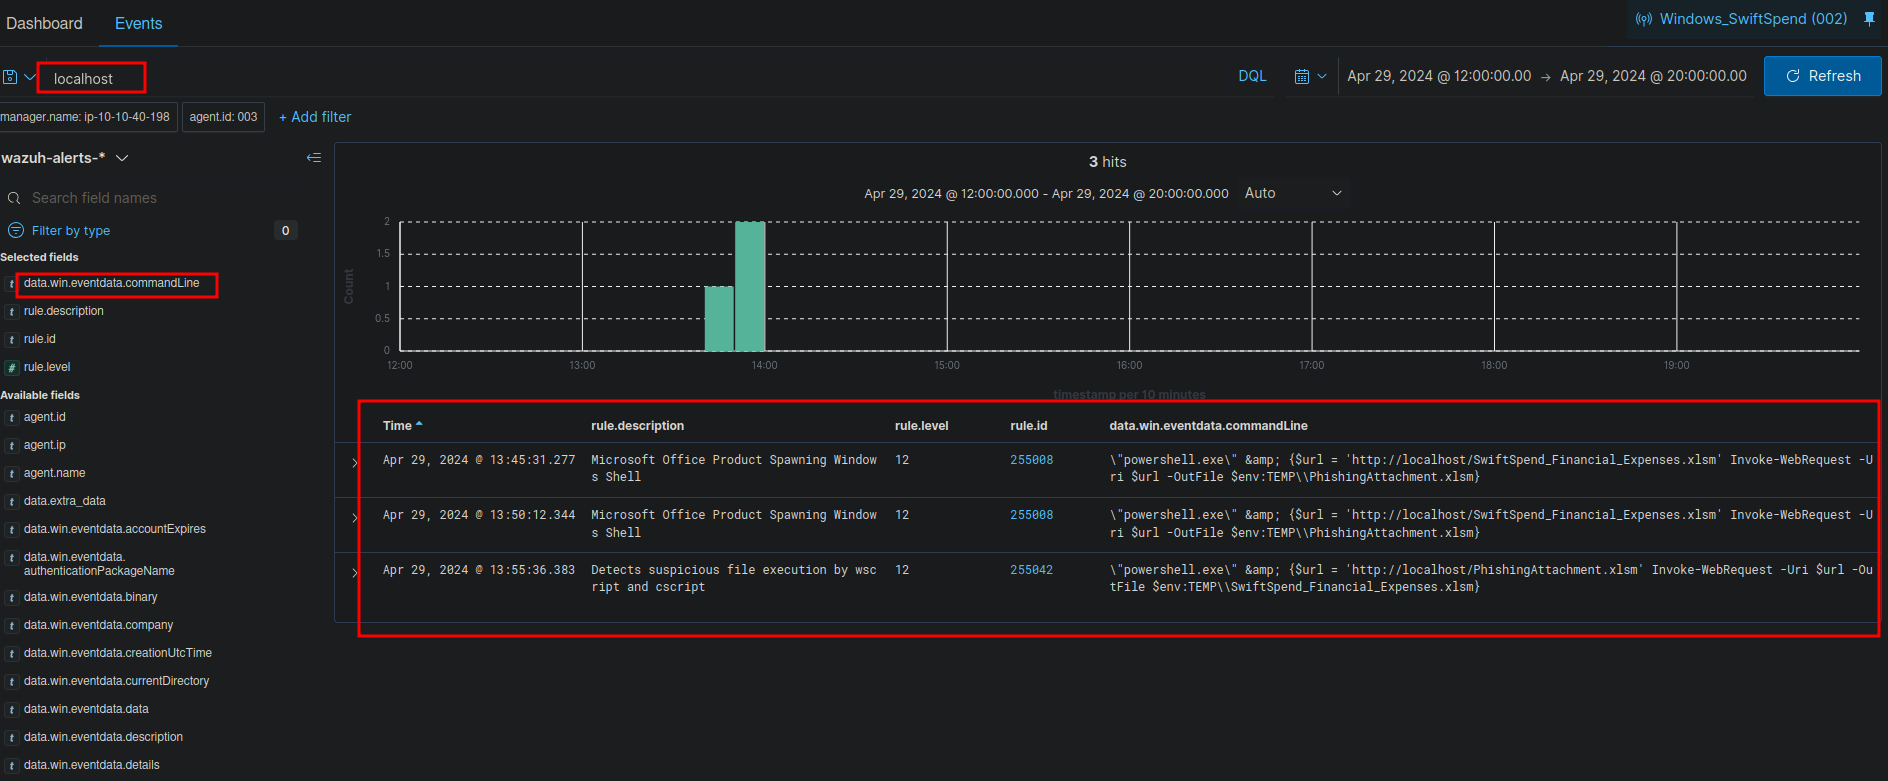 Dashboard Events Windows_SwiftSpend (002)
localhost DQL Apr 29, 2024 @ 12:00:00.00 → Apr 29, 2024 @ 20:00:00.00 Refresh
manager.name: ip-10-10-40-198 agent.id: 003 + Add filter
wazuh-alerts-*
Search field names
Filter by type 0
Selected fields
t data.win.eventdata.commandLine
t rule.description
t rule.id
# rule.level
Available fields
t agent.id
t agent.ip
t agent.name
t data.extra_data
t data.win.eventdata.accountExpires
t data.win.eventdata.
authenticationPackageName
t data.win.eventdata.binary
t data.win.eventdata.company
t data.win.eventdata.creationUtcTime
t data.win.eventdata.currentDirectory
t data.win.eventdata.data
t data.win.eventdata.description
t data.win.eventdata.details
3 hits
Apr 29, 2024 @ 12:00:00.000 - Apr 29, 2024 @ 20:00:00.000 Auto
Count
2
1.5
1
0.5
0
12:00 13:00 14:00 15:00 16:00 17:00 18:00 19:00
timestamp per 10 minutes
Time rule.description rule.level rule.id data.win.eventdata.commandLine
Apr 29, 2024 @ 13:45:31.277 Microsoft Office Product Spawning Window 12 255008 \"powershell.exe\" &amp; {$url = 'http://localhost/SwiftSpend_Financial_Expenses.xlsm' Invoke-WebRequest -U
s Shell ri $url -OutFile $env:TEMP\\PhishingAttachment.xlsm}
Apr 29, 2024 @ 13:50:12.344 Microsoft Office Product Spawning Window 12 255008 \"powershell.exe\" &amp; {$url = 'http://localhost/SwiftSpend_Financial_Expenses.xlsm' Invoke-WebRequest -U
s Shell ri $url -OutFile $env:TEMP\\PhishingAttachment.xlsm}
Apr 29, 2024 @ 13:55:36.383 Detects suspicious file execution by wsc 12 255042 \"powershell.exe\" &amp; {$url = 'http://localhost/PhishingAttachment.xlsm' Invoke-WebRequest -Uri $url -Ou
ript and cscript tFile $env:TEMP\\SwiftSpend_Financial_Expenses.xlsm}